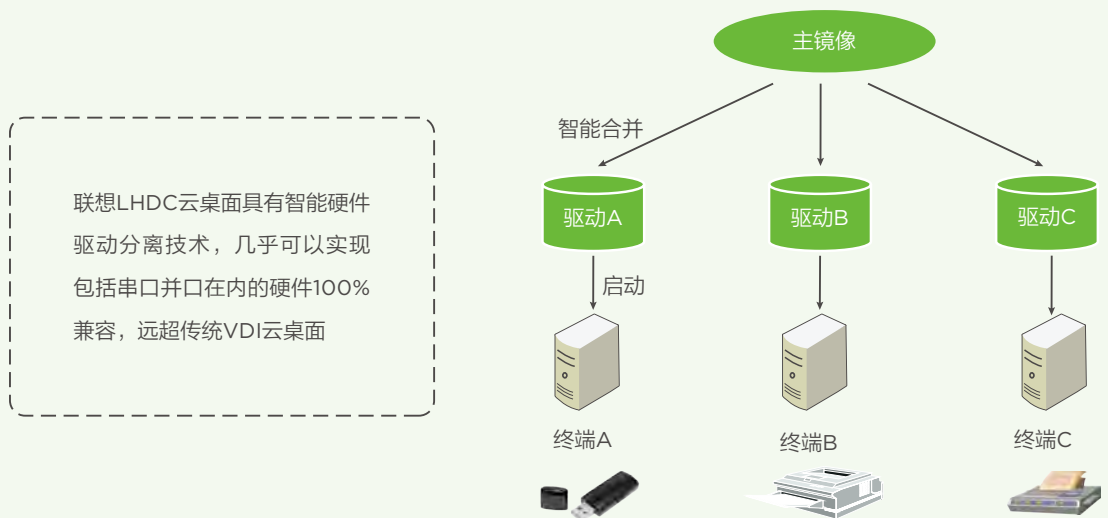 主镜像
智能合并
联想LHDC云桌面具有智能硬件
驱动分离技术，几乎可以实现
包括串口并口在内的硬件100%
兼容，远超传统VDI云桌面
驱动A
驱动B
驱动C
启动
终端A
终端B
终端C